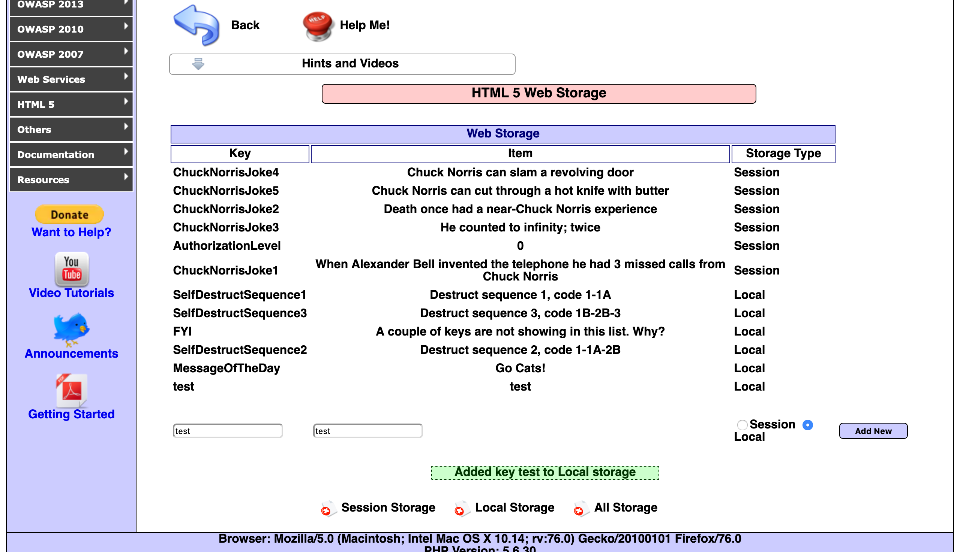 OWASP 2013
OWASP 2010
OWASP 2007
Web Services
HTML 5
Others
Documentation
Resources
Donate
Want to Help?
You Tube
Video Tutorials
Announcements
Getting Started
Back
HELP
Help Me!
Hints and Videos
HTML 5 Web Storage
Web Storage
Key Item Storage Type
ChuckNorrisJoke4 Chuck Norris can slam a revolving door Session
ChuckNorrisJoke5 Chuck Norris can cut through a hot knife with butter Session
ChuckNorrisJoke2 Death once had a near-Chuck Norris experience Session
ChuckNorrisJoke3 He counted to infinity; twice Session
AuthorizationLevel 0 Session
ChuckNorrisJoke1 When Alexander Bell invented the telephone he had 3 missed calls from
Chuck Norris Session
SelfDestructSequence1 Destruct sequence 1, code 1-1A Local
SelfDestructSequence3 Destruct sequence 3, code 1B-2B-3 Local
FYI A couple of keys are not showing in this list. Why? Local
SelfDestructSequence2 Destruct sequence 2, code 1-1A-2B Local
MessageOfTheDay Go Cats! Local
test test Local
test test Session
Local Add New
Added key test to Local storage
Session Storage Local Storage All Storage
Browser: Mozilla/5.0 (Macintosh; Intel Mac OS X 10.14; rv:76.0) Gecko/20100101 Firefox/76.0
PHP Version: 5.6.30